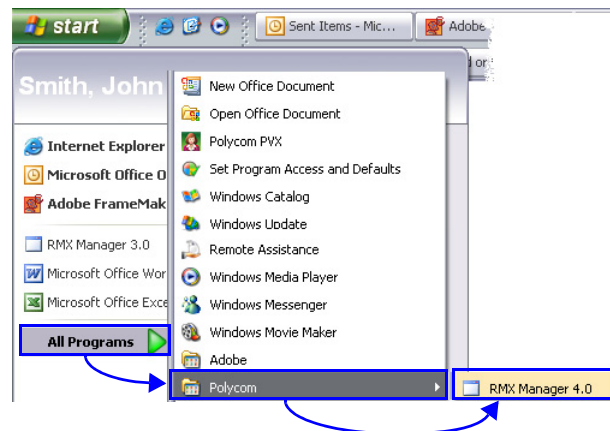 start
Sent Items - Mic...
Adobe
Smith, John
Internet Explorer
Microsoft Office O
Adobe FrameMak
RMX Manager 3.0
Microsoft Office Wor
Microsoft Office Exce
All Programs
New Office Document
Open Office Document
Polycom PVX
Set Program Access and Defaults
Windows Catalog
Windows Update
Remote Assistance
Windows Media Player
Windows Messenger
Windows Movie Maker
Adobe
Polycom
RMX Manager 4.0